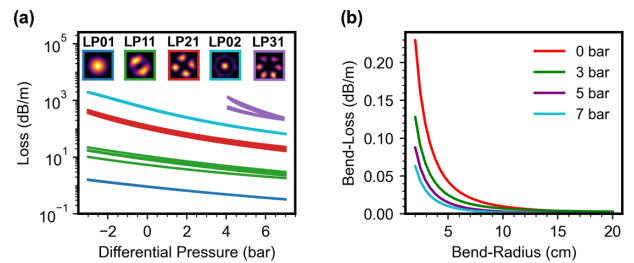 (a)
LP01 LP11 LP21 LP02 LP31
10^5
10^3
10^1
10^-1
Loss (dB/m)
−2 0 2 4 6
Differential Pressure (bar)
(b)
0 bar
3 bar
5 bar
7 bar
0.20
0.15
0.10
0.05
0.00
Bend-Loss (dB/m)
5 10 15 20
Bend-Radius (cm)